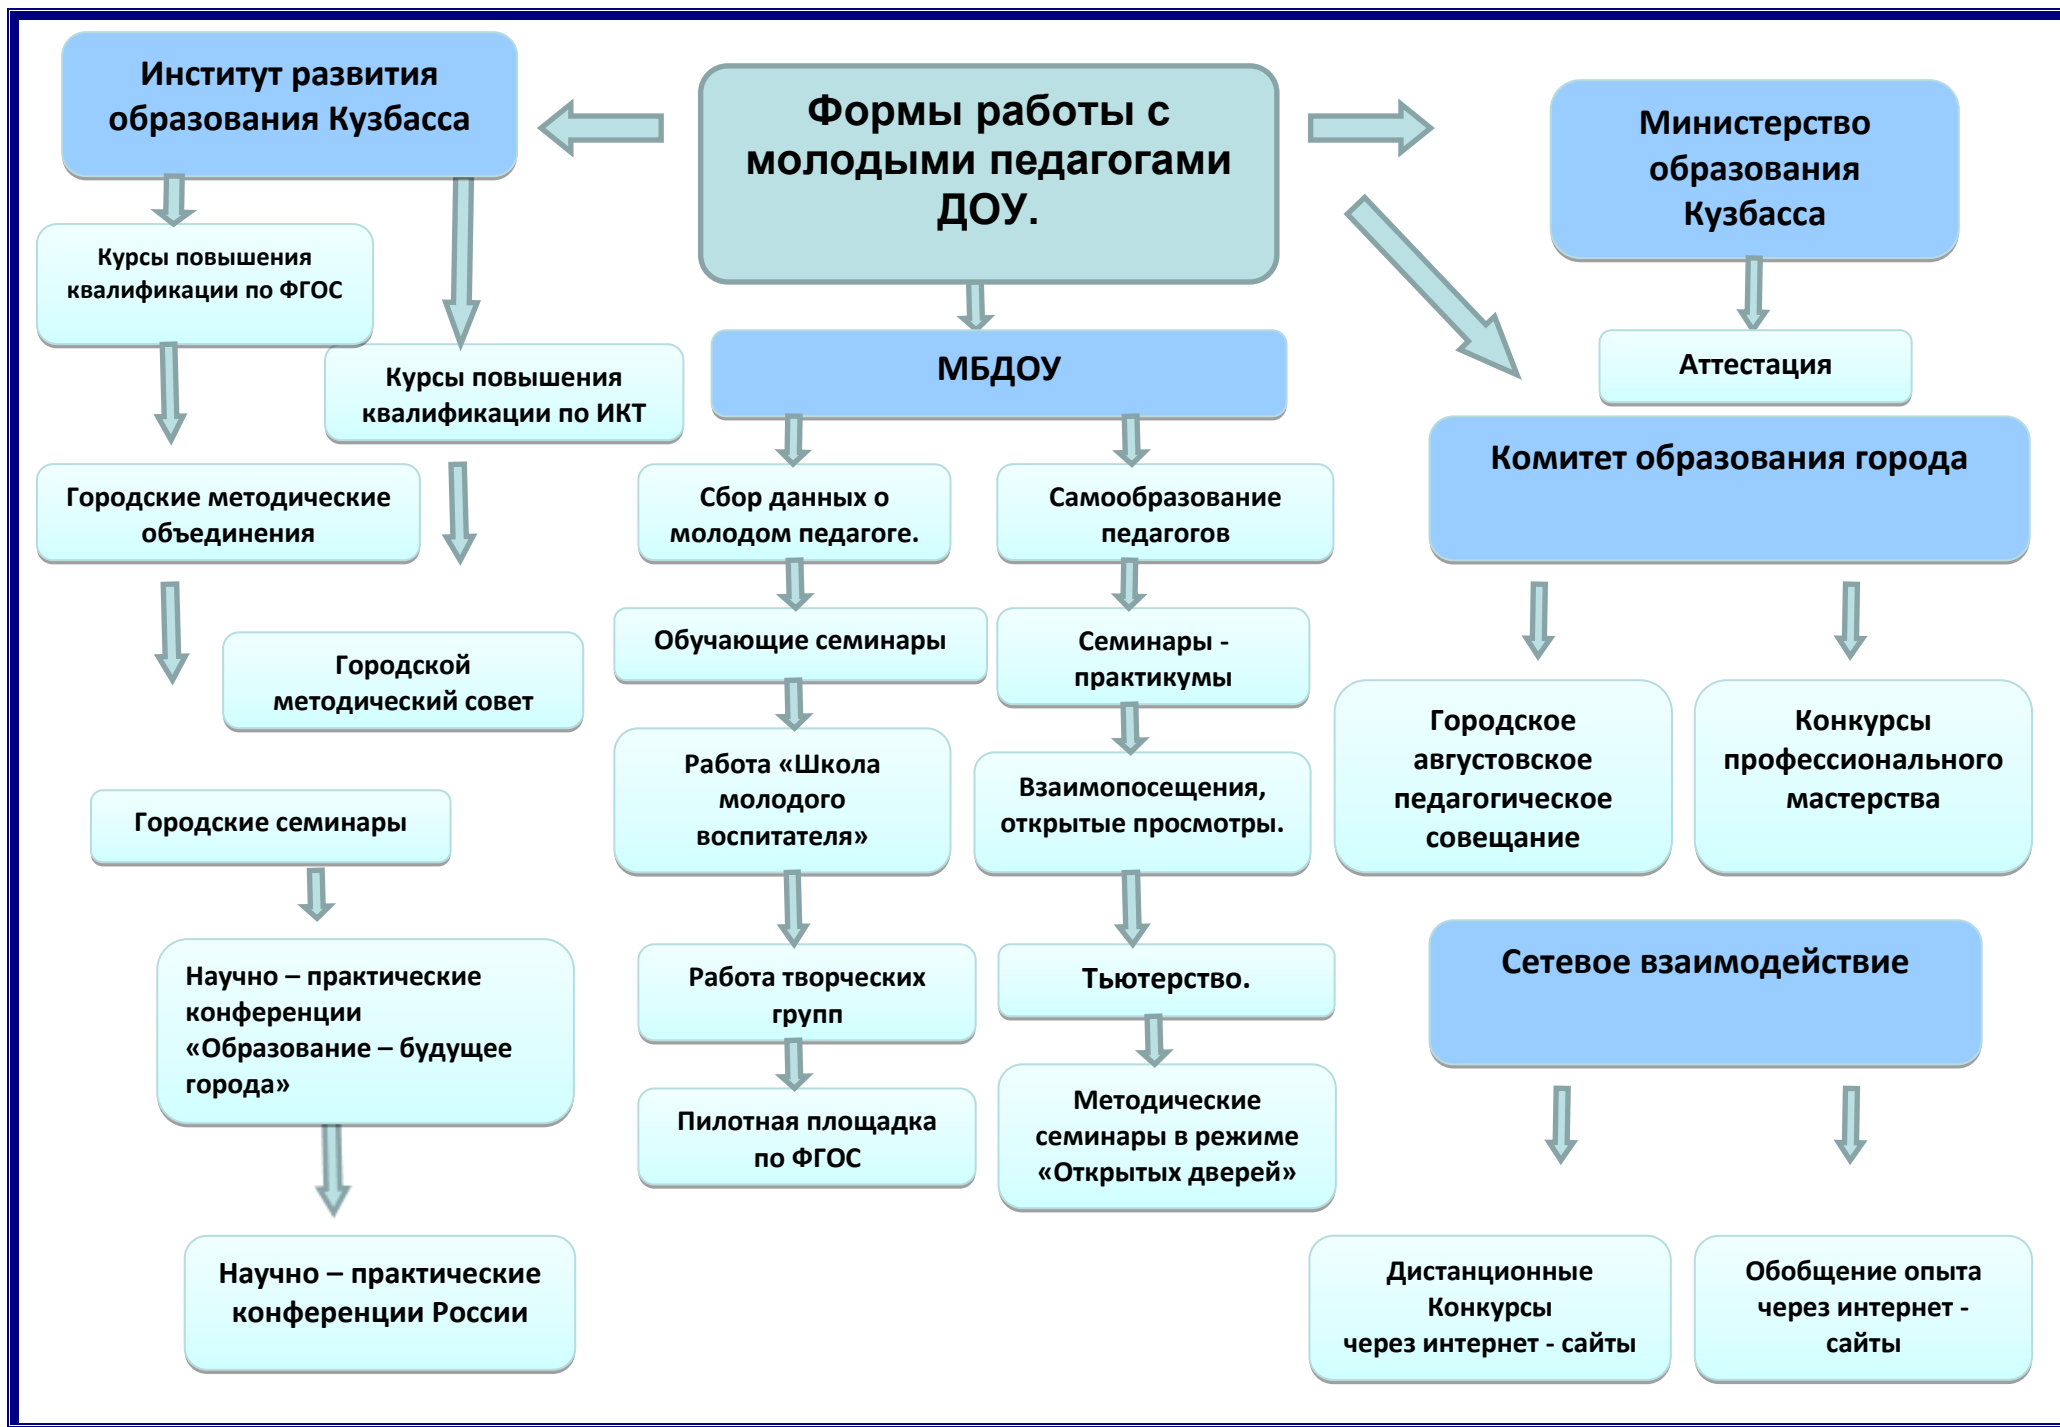 Институт развития
образования Кузбасса
Формы работы с
молодыми педагогами
ДОУ.
Министерство
образования
Кузбасса
Курсы повышения
квалификации по ФГОС
Курсы повышения
квалификации по ИКТ
МБДОУ
Аттестация
Комитет образования города
Городские методические
объединения
Сбор данных о
молодом педагоге.
Самообразование
педагогов
Обучающие семинары
Семинары -
практикумы
Городской
методический совет
Работа «Школа
молодого
воспитателя»
Взаимопосещения,
открытые просмотры.
Городское
августовское
педагогическое
совещание
Конкурсы
профессионального
мастерства
Городские семинары
Научно – практические
конференции
«Образование – будущее
города»
Работа творческих
групп
Тьютерство.
Сетевое взаимодействие
Пилотная площадка
по ФГОС
Методические
семинары в режиме
«Открытых дверей»
Научно – практические
конференции России
Дистанционные
Конкурсы
через интернет - сайты
Обобщение опыта
через интернет -
сайты